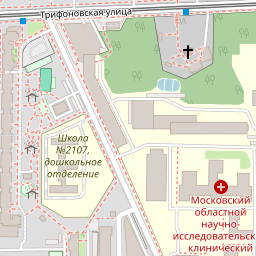 Трифоновская улица
Школа
№2107,
дошкольное
отделение
Московский
областной
научно-
исследовательск
клинический